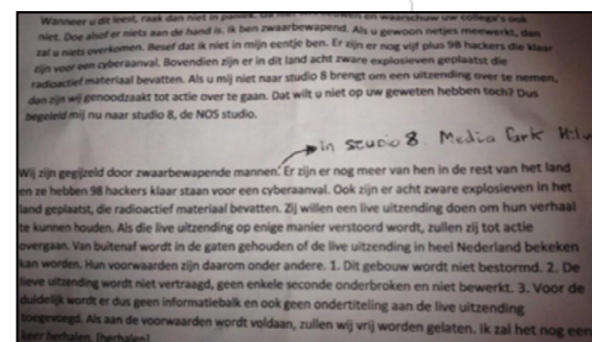 Wanneer u dit leest, raak dan niet in paniek. en waarschuw uw collega's ook
niet. Doe alsof er niets aan de hand is. Ik ben zwaarbewapend. Als u gewoon netjes meewerkt, dan
zal u niets overkomen. Besef dat ik niet in mijn eentje ben. Er zijn er nog vijf plus 98 hackers die klaar
zijn voor een cyberaanval. Bovendien zijn er in dit land acht zware explosieven geplaatst die
radioactief materiaal bevatten. Als u mij niet naar studio 8 brengt om een uitzending over te nemen,
dan zijn wij genoodzaakt tot actie over te gaan. Dat wilt u niet op uw geweten hebben toch? Dus
begeleid mij nu naar studio 8, de NOS studio.
in studio 8. Media Park Hilv
Wij zijn gegijzeld door zwaarbewapende mannen. Er zijn er nog meer van hen in de rest van het land
en ze hebben 98 hackers klaar staan voor een cyberaanval. Ook zijn er acht zware explosieven in het
land geplaatst, die radioactief materiaal bevatten. Zij willen een live uitzending doen om hun verhaal
te kunnen houden. Als die live uitzending op enige manier verstoord wordt, zullen zij tot actie
overgaan. Van buitenaf wordt in de gaten gehouden of de live uitzending in heel Nederland bekeken
kan worden. Hun voorwaarden zijn daarom onder andere. 1. Dit gebouw wordt niet bestormd. 2. De
lieve uitzending wordt niet vertraagd, geen enkele seconde onderbroken en niet bewerkt. 3. Voor de
duidelijk wordt er dus geen informatiebalk en ook geen ondertiteling aan de live uitzending
toegevoegd. Als aan de voorwaarden wordt voldaan, zullen wij vrij worden gelaten. Ik zal het nog een
keer herhalen. [herhalen]